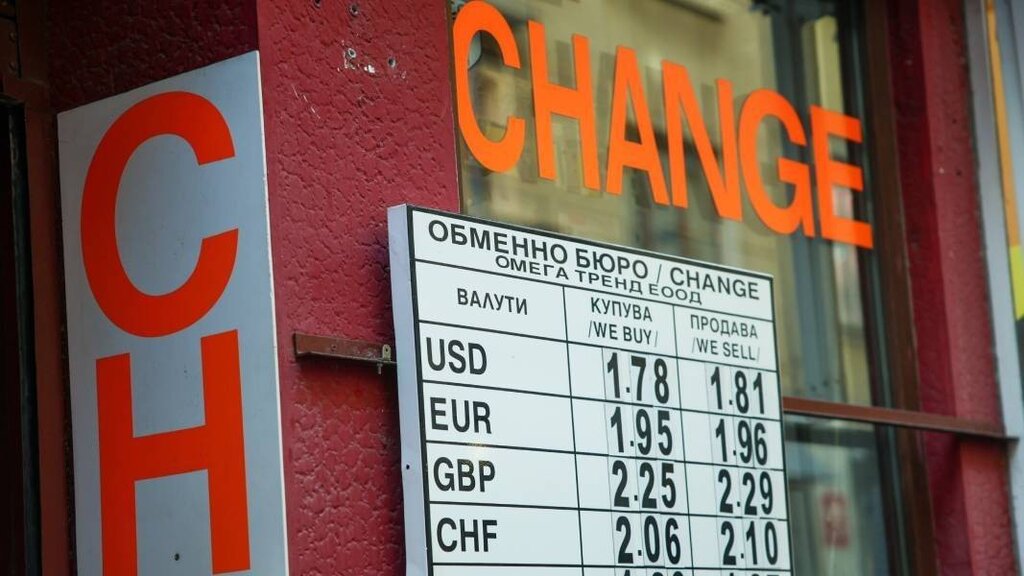 CHANGE
CH
ОБМЕННО БЮРО / CHANGE
ОМЕГА ТРЕНД ЕООД
ВАЛУТИ КУПУВА /WE BUY/ ПРОДАВА /WE SELL/
USD 1.78 1.81
EUR 1.95 1.96
GBP 2.25 2.29
CHF 2.06 2.10